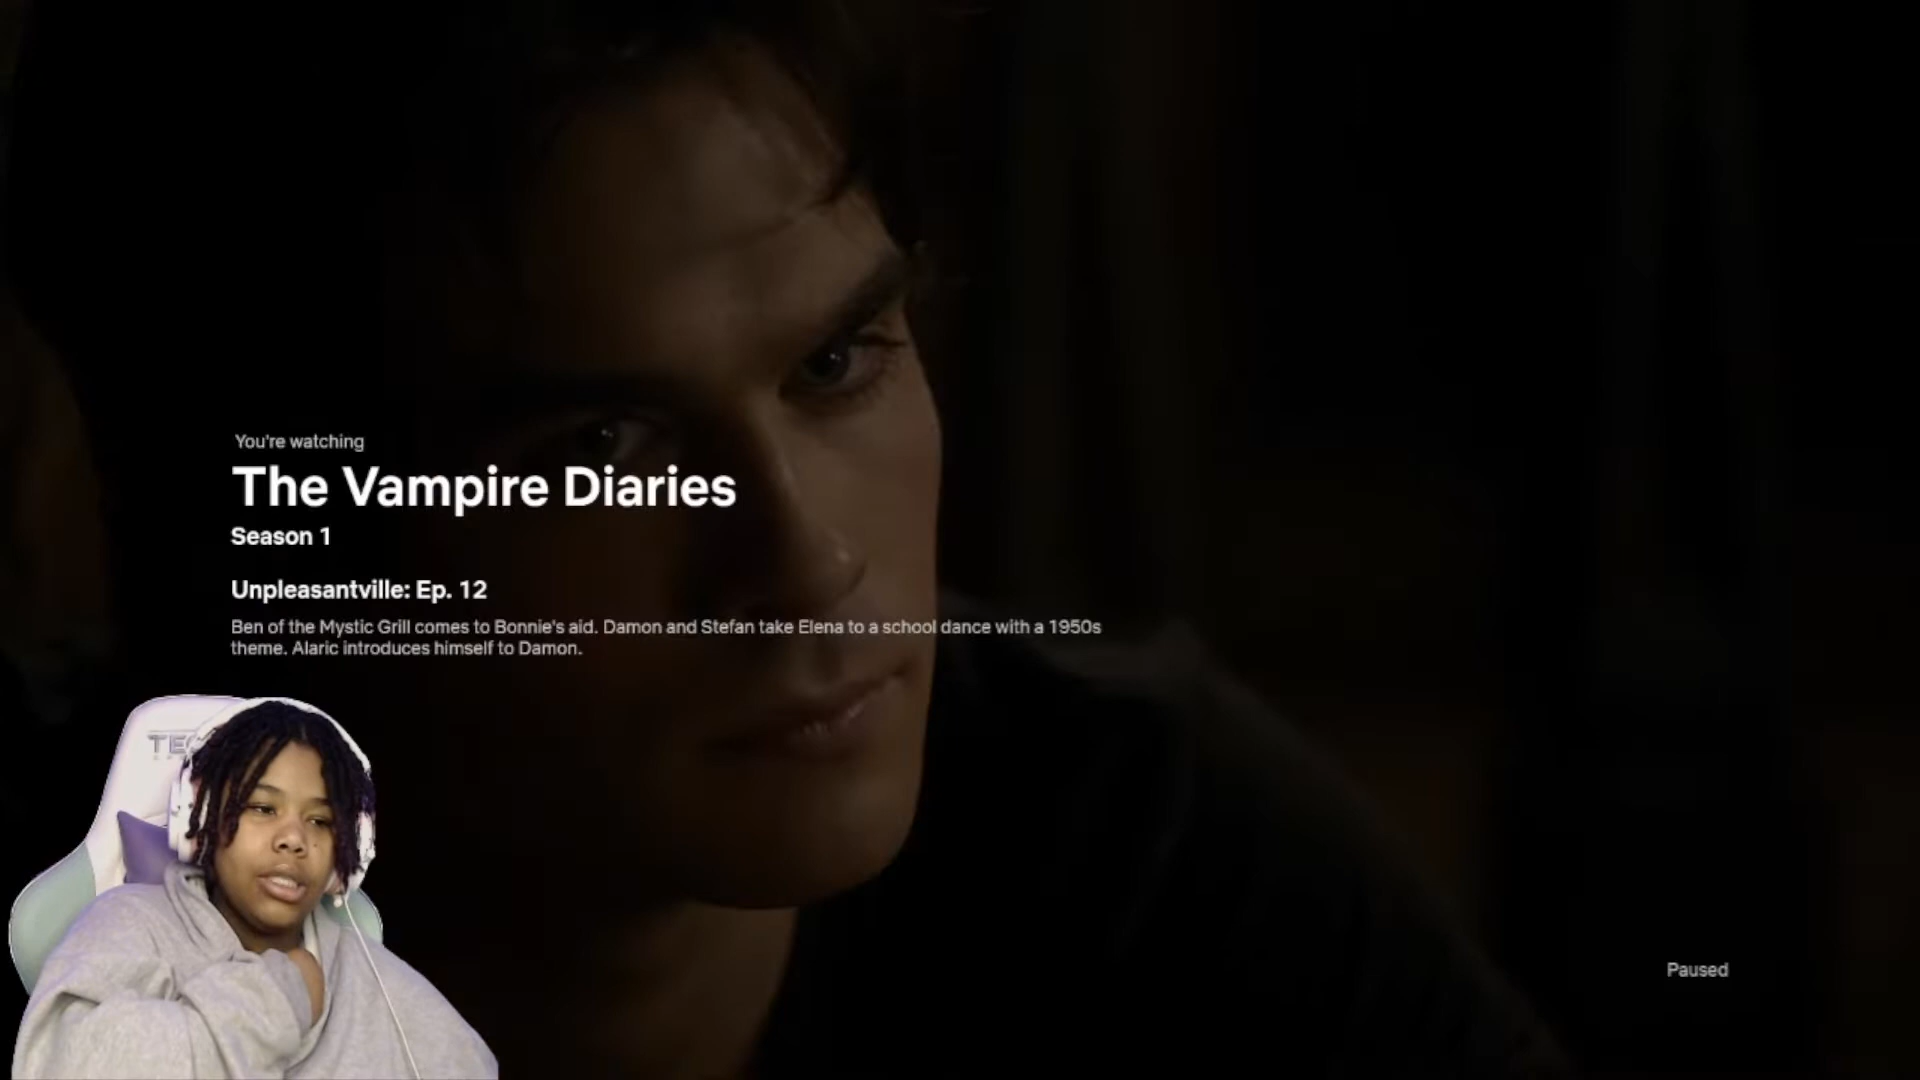 You're watching
The Vampire Diaries
Season 1
Unpleasantville: Ep. 12
Ben of the Mystic Grill comes to Bonnie's aid. Damon and Stefan take Elena to a school dance with a 1950s
theme. Alaric introduces himself to Damon.
Paused